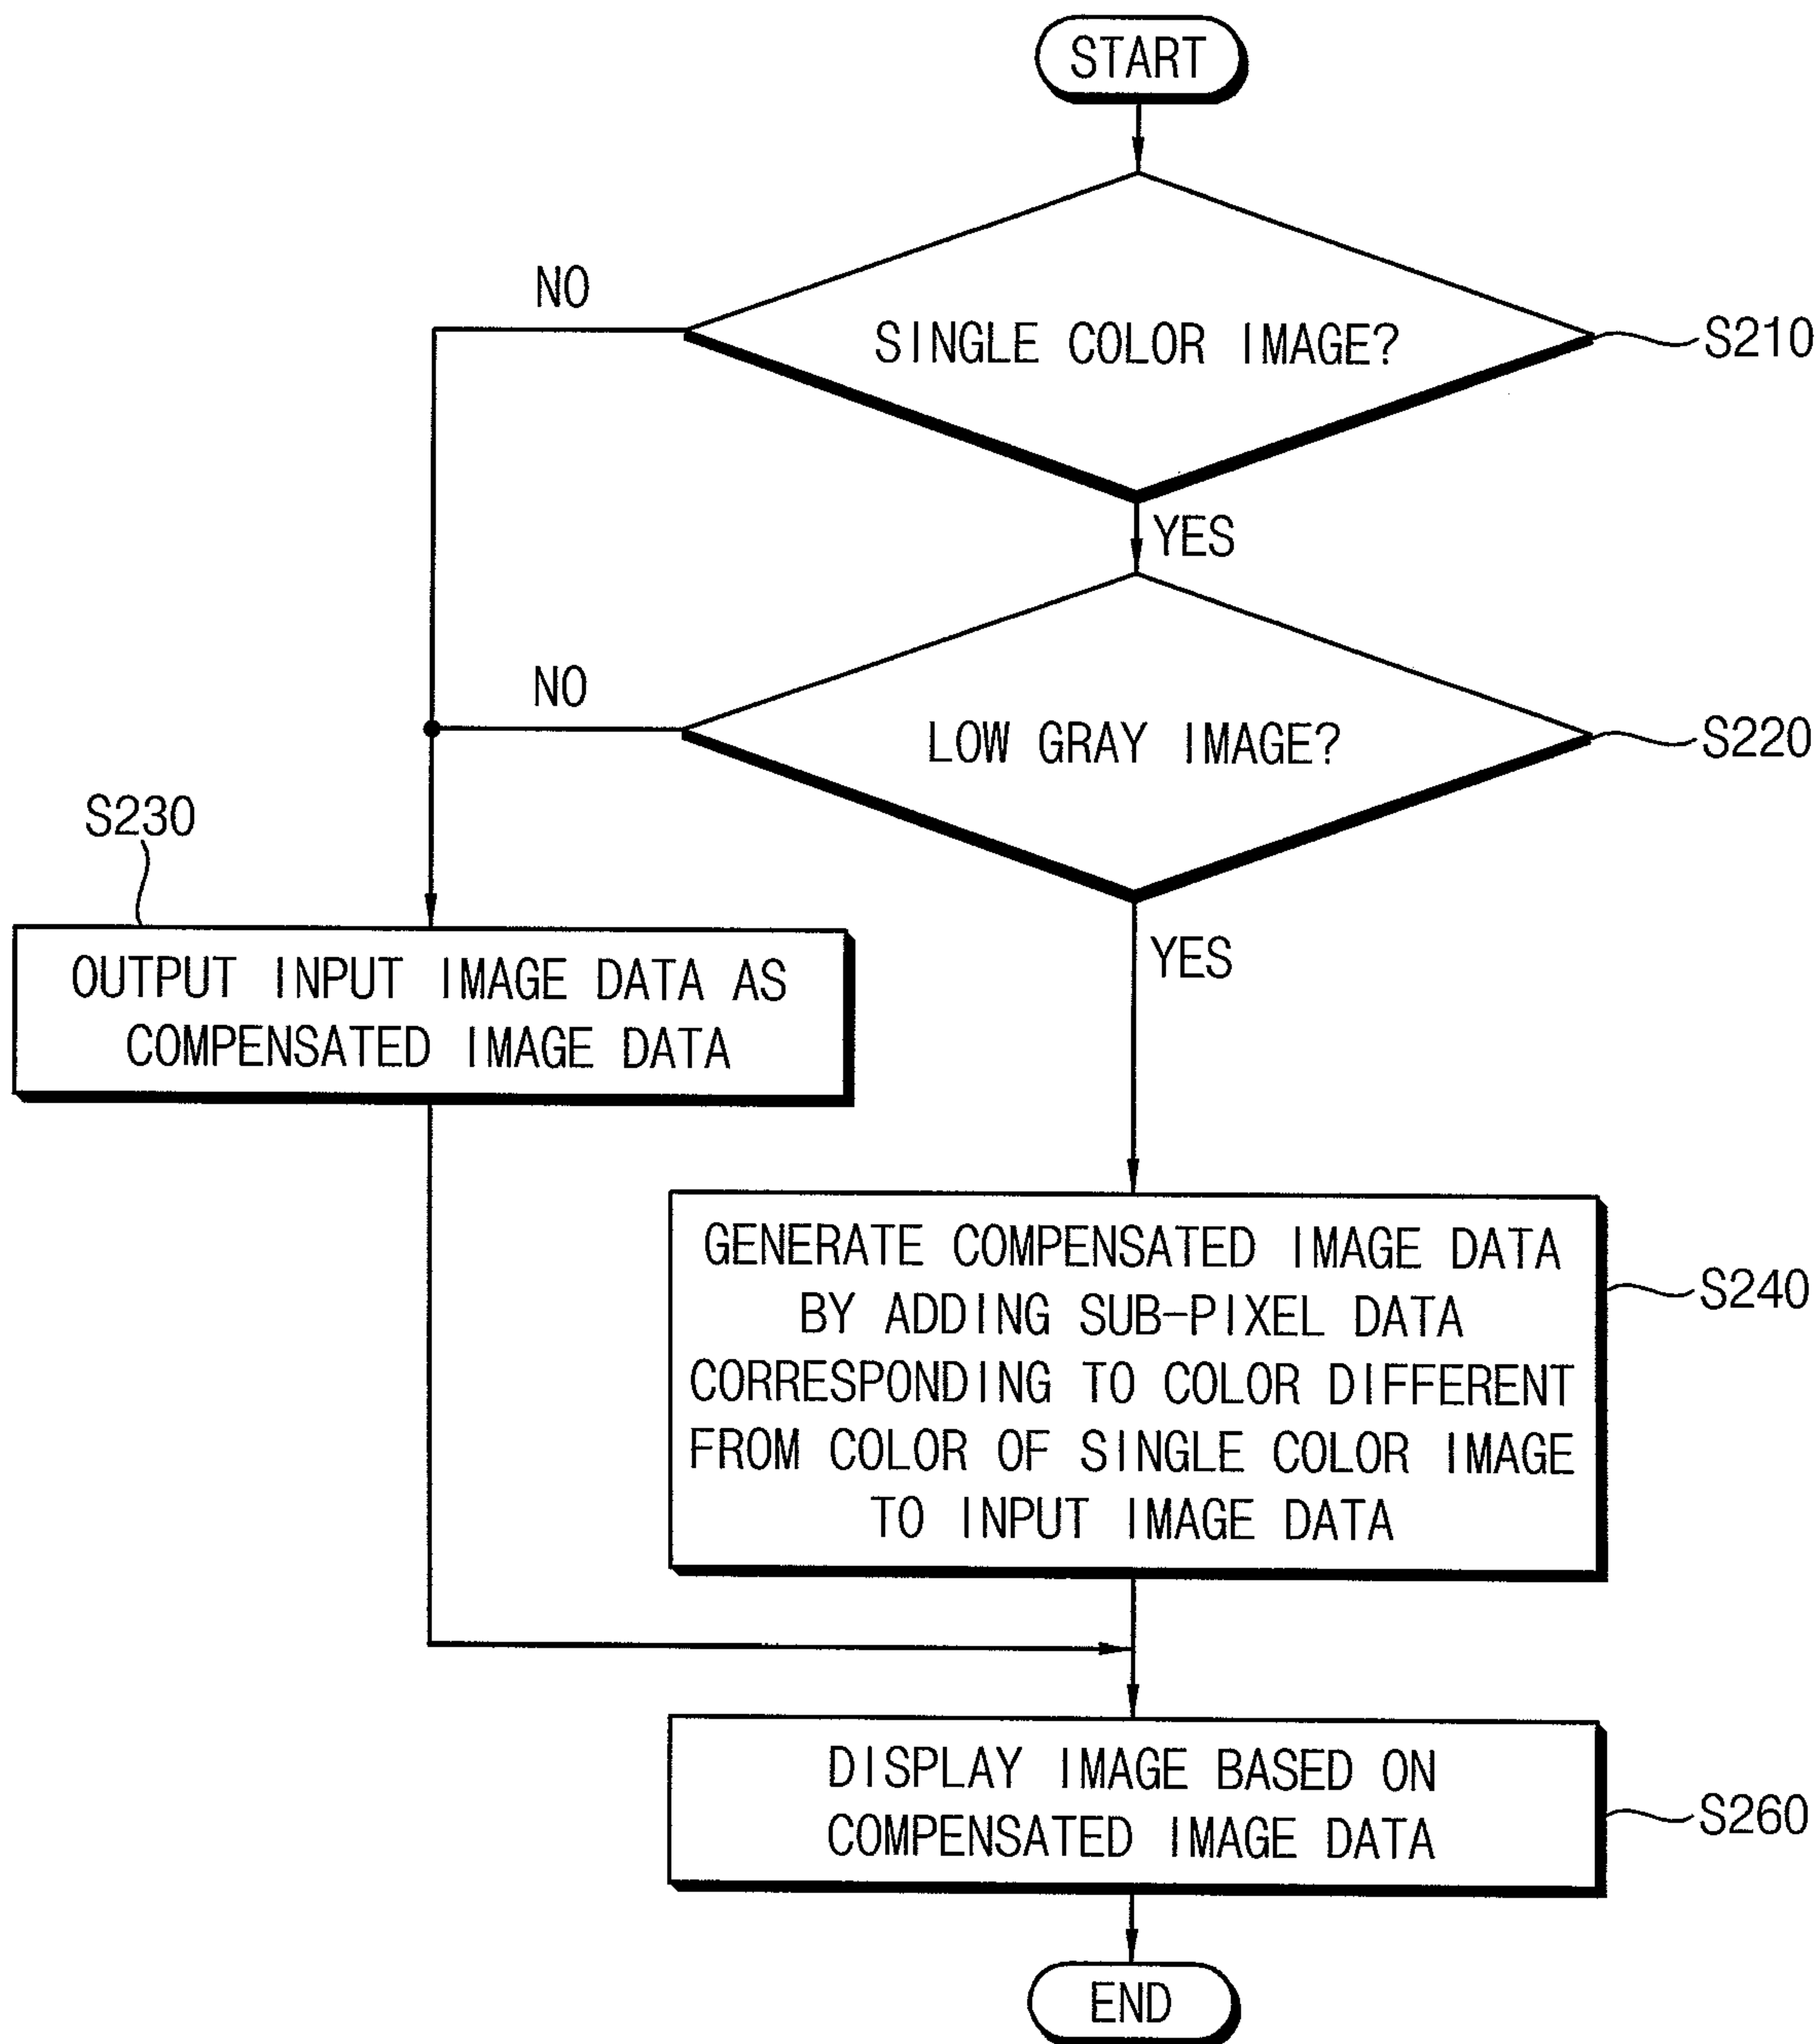 START
NO
SINGLE COLOR IMAGE?
S210
YES
NO
LOW GRAY IMAGE?
S220
S230
YES
OUTPUT INPUT IMAGE DATA AS
COMPENSATED IMAGE DATA
GENERATE COMPENSATED IMAGE DATA
BY ADDING SUB-PIXEL DATA
CORRESPONDING TO COLOR DIFFERENT
FROM COLOR OF SINGLE COLOR IMAGE
TO INPUT IMAGE DATA
S240
DISPLAY IMAGE BASED ON
COMPENSATED IMAGE DATA
S260
END